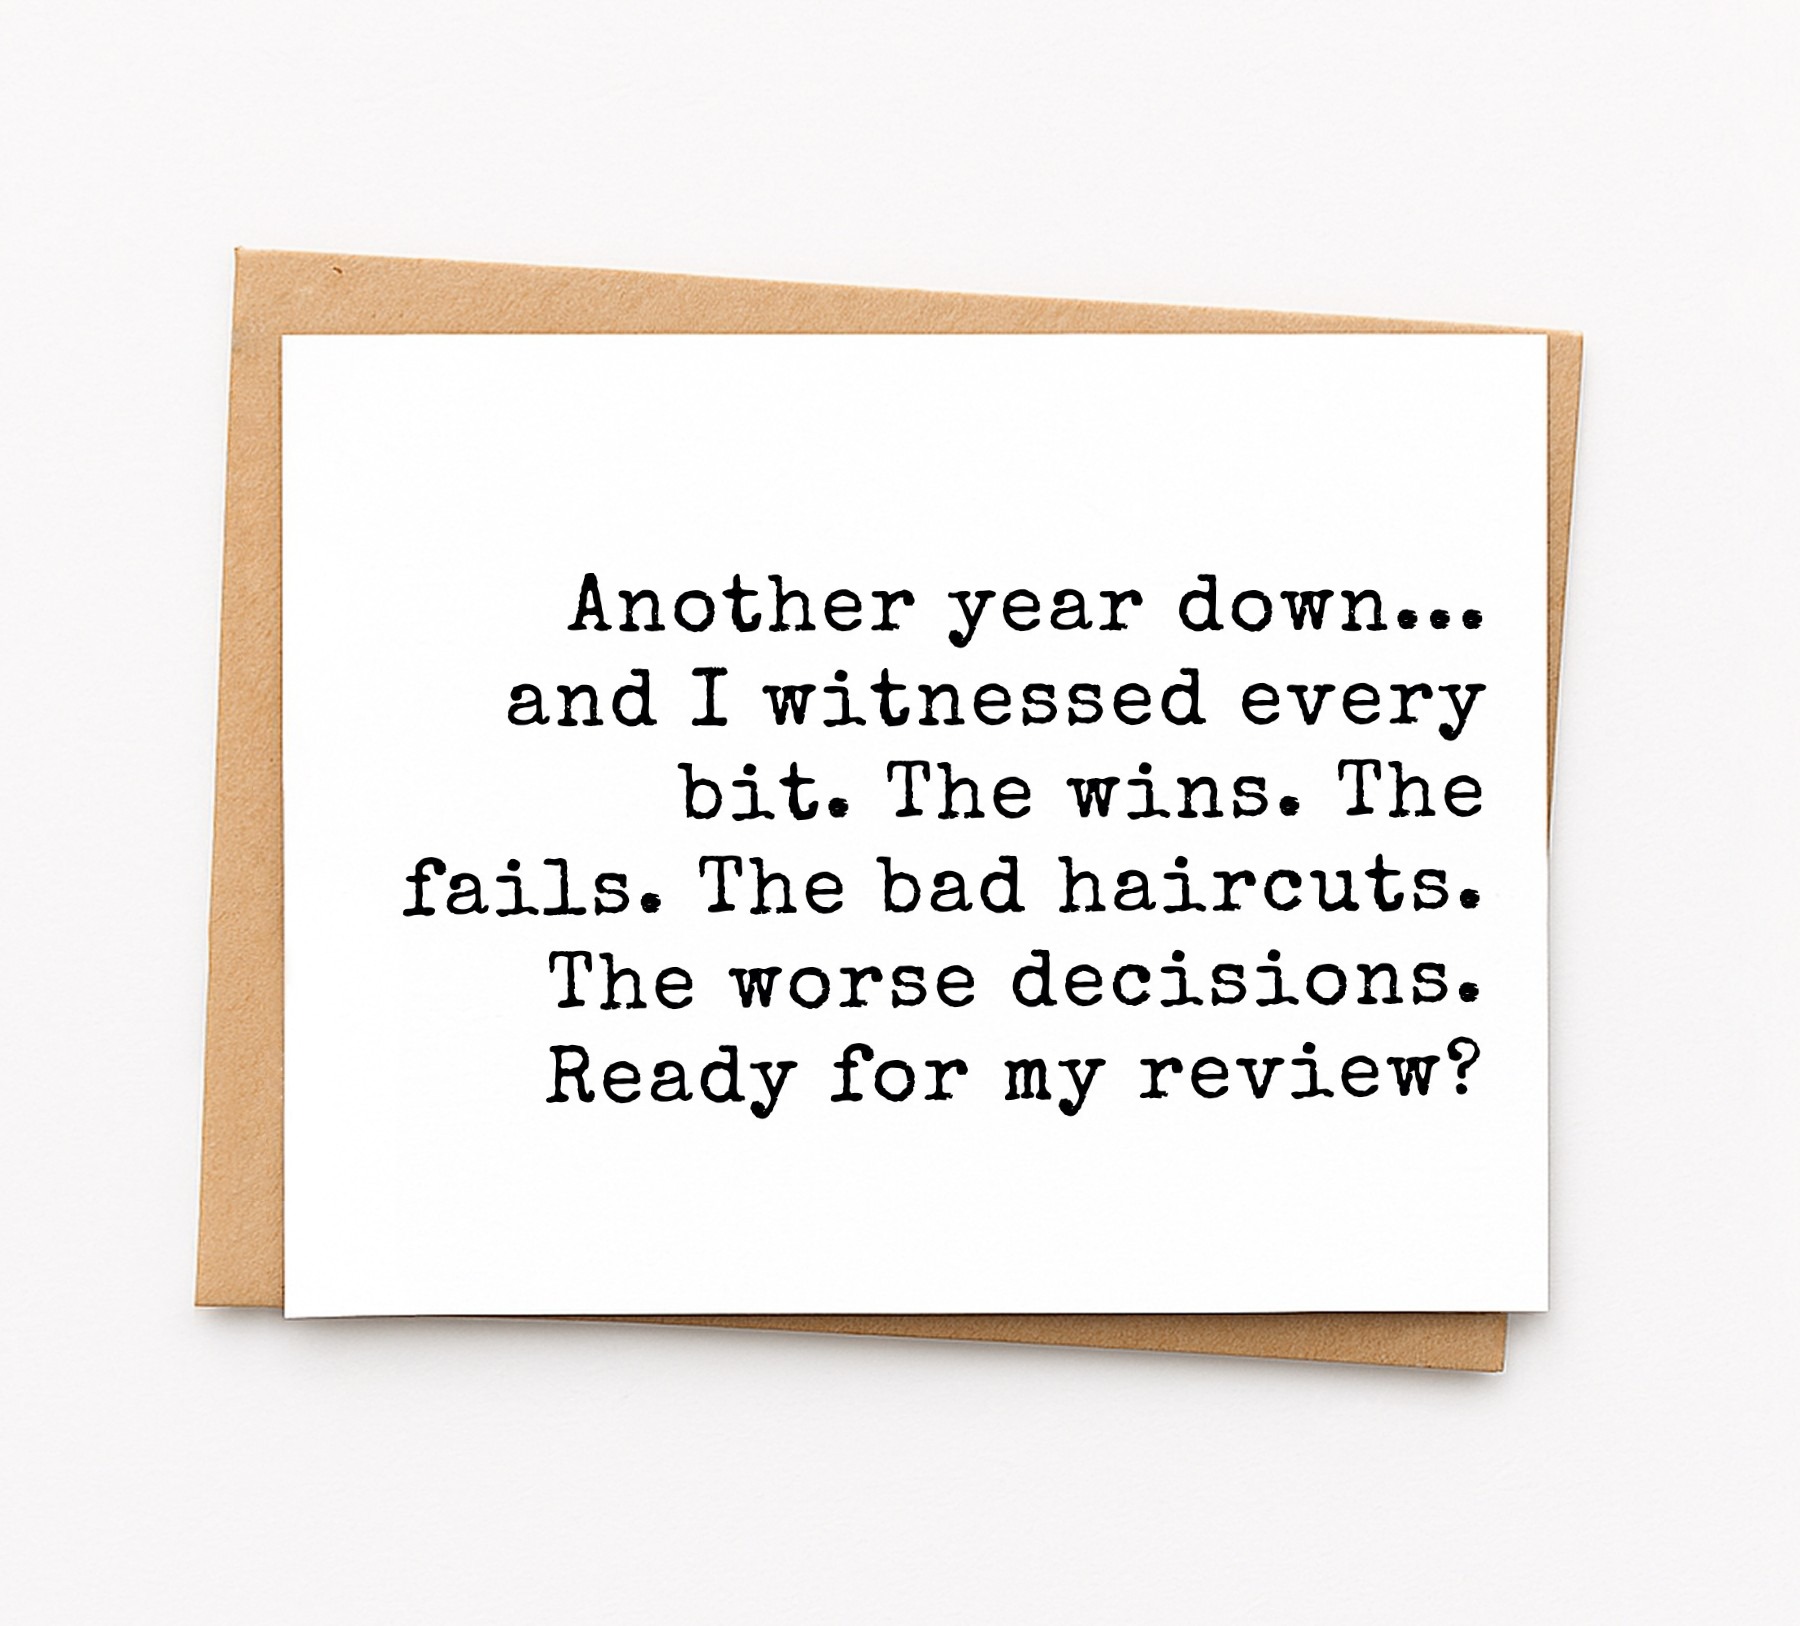 Another year down...
and I witnessed every
bit. The wins. The
fails. The bad haircuts.
The worse decisions.
Ready for my review?